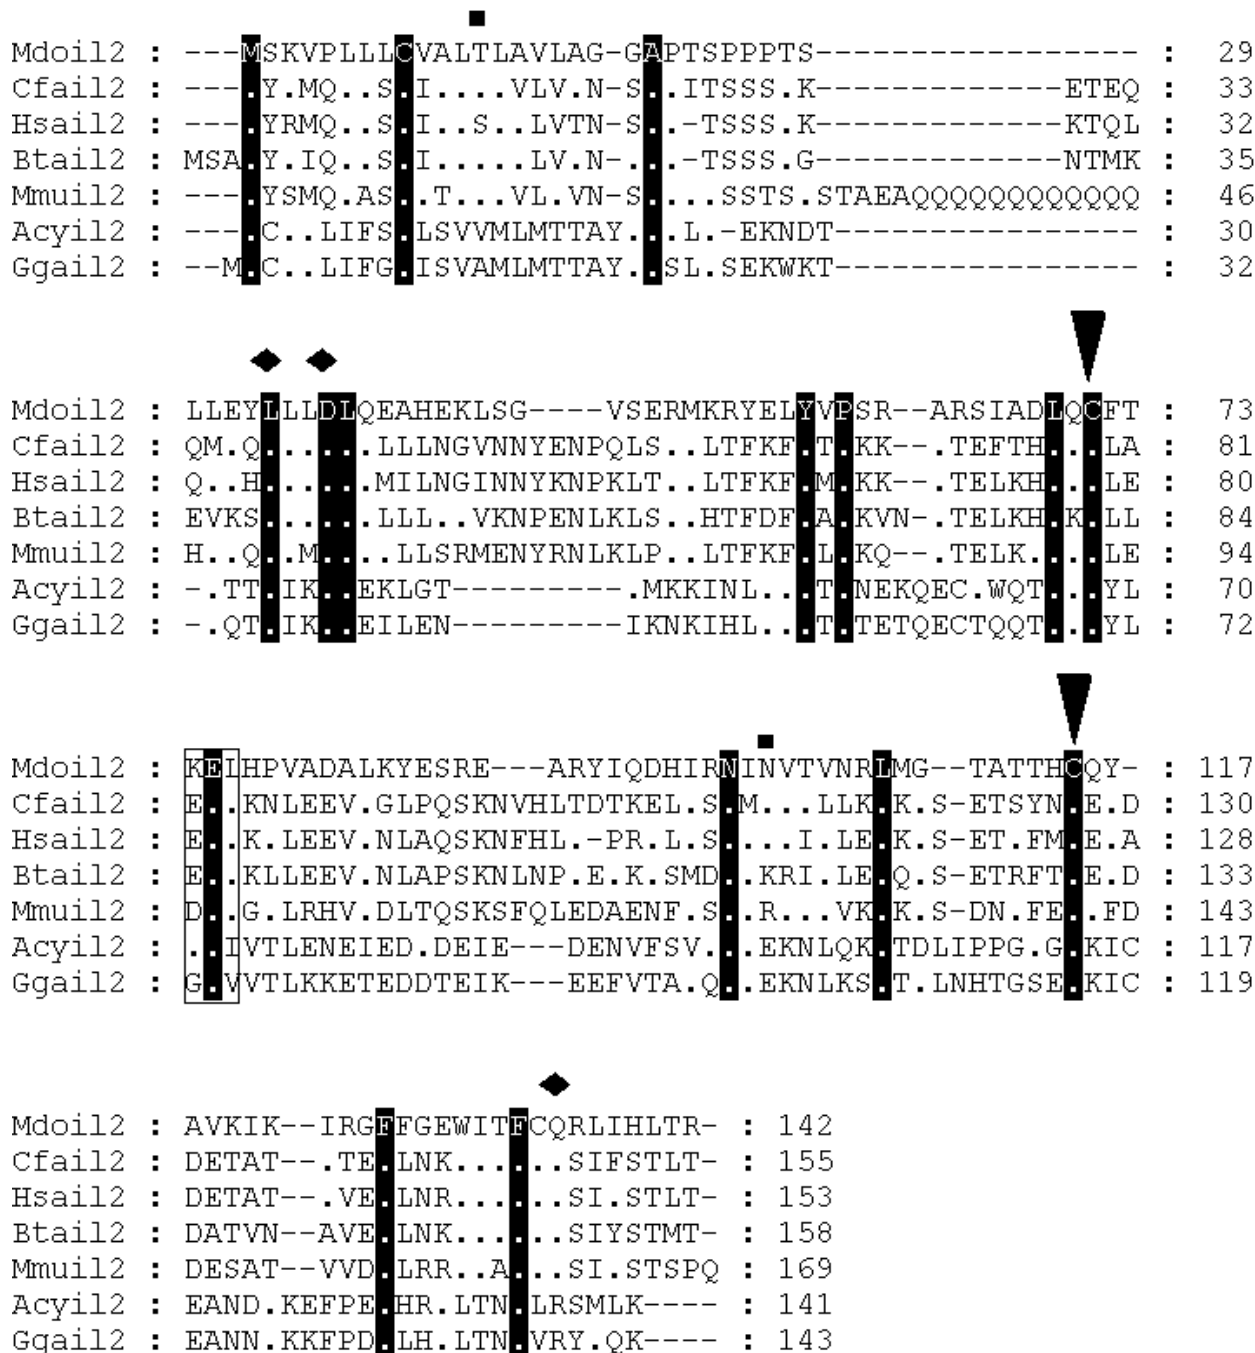 Mdoil2 : ---MSKVPLLLCVALTLAVLAG-GAPTSPPPTS----------------- : 29
Cfail2 : ---.Y.MQ..S.I....VLV.N-S..ITSSS.K-------------ETEQ : 33
Hsail2 : ---.YRMQ..S.I..S..LVTN-S..-TSSS.K-------------KTQL : 32
Btail2 : MSA.Y.IQ..S.I.....LV.N-...-TSSS.G-------------NTMK : 35
Mmuil2 : ---.YSMQ.AS..T...VL.VN-S....SSTS.STAEAQQQQQQQQQQQQ : 46
Acyil2 : ---.C..LIFS.LSVVMLMTTAY...L.-EKNDT---------------- : 30
Ggail2 : --M.C..LIFG.ISVAMLMTTAY..SL.SEKWKT---------------- : 32
Mdoil2 : LLEYLLLDLQEAHEKLSG----VSERMKRYELYVPSR--ARSIADLQCFT : 73
Cfail2 : QM.Q......LLLNGVNNYENPQLS..LTFKF.T.KK--.TEFTH...LA : 81
Hsail2 : Q..H......MILNGINNYKNPKLT..LTFKF.M.KK--.TELKH...LE : 80
Btail2 : EVKS......LLL..VKNPENLKLS..HTFDF.A.KVN-.TELKH.K.LL : 84
Mmuil2 : H..Q..M...LLSRMENYRNLKLP..LTFKF.L.KQ--.TELK....LE : 94
Acyil2 : -.TT.IK..EKLGT---------.MKKINL...T.NEKQEC.WQT...YL : 70
Ggail2 : -.QT.IK..EILEN---------IKNKIHL...T.TETQECTQQT...YL : 72
Mdoil2 : KELHPVADALKYESRE---ARYIQDHIRNINVTVNRLMG--TATTHCQY- : 117
Cfail2 : E..KNLEEV.GLPQSKNVHLTDTKEL.S.M...LLK.K.S-ETSYN.E.D : 130
Hsail2 : E..K.LEEV.NLAQSKNFHL.-PR.L.S....I.LE.K.S-ET.FM.E.A : 128
Btail2 : E..KLLEEV.NLAPSKNLNP.E.K.SMD..KRI.LE.Q.S-ETRFT.E.D : 133
Mmuil2 : D..G.LRHV.DLTQSKSFQLEDAENF.S..R...VK.K.S-DN.FE..FD : 143
Acyil2 : ..IVTLENEIED.DEIE---DENVFSV...EKNLQK.TDLIPPG.G.KIC : 117
Ggail2 : G.VVTLKKETEDDTEIK---EEFVTA.Q..EKNLKS.T.LNHTGSE.KIC : 119
Mdoil2 : AVKIK--IRGFFGEWITFCQRLIHLTR- : 142
Cfail2 : DETAT--.TE.LNK......SIFSTLT- : 155
Hsail2 : DETAT--.VE.LNR......SI.STLT- : 153
Btail2 : DATVN--AVE.LNK......SIYSTMT- : 158
Mmuil2 : DESAT--VVD.LRR..A...SI.STSPQ : 169
Acyil2 : EAND.KEFPE.HR.LTN.LRSMLK---- : 141
Ggail2 : EANN.KKFPD.LH.LTN.VRY.QK---- : 143